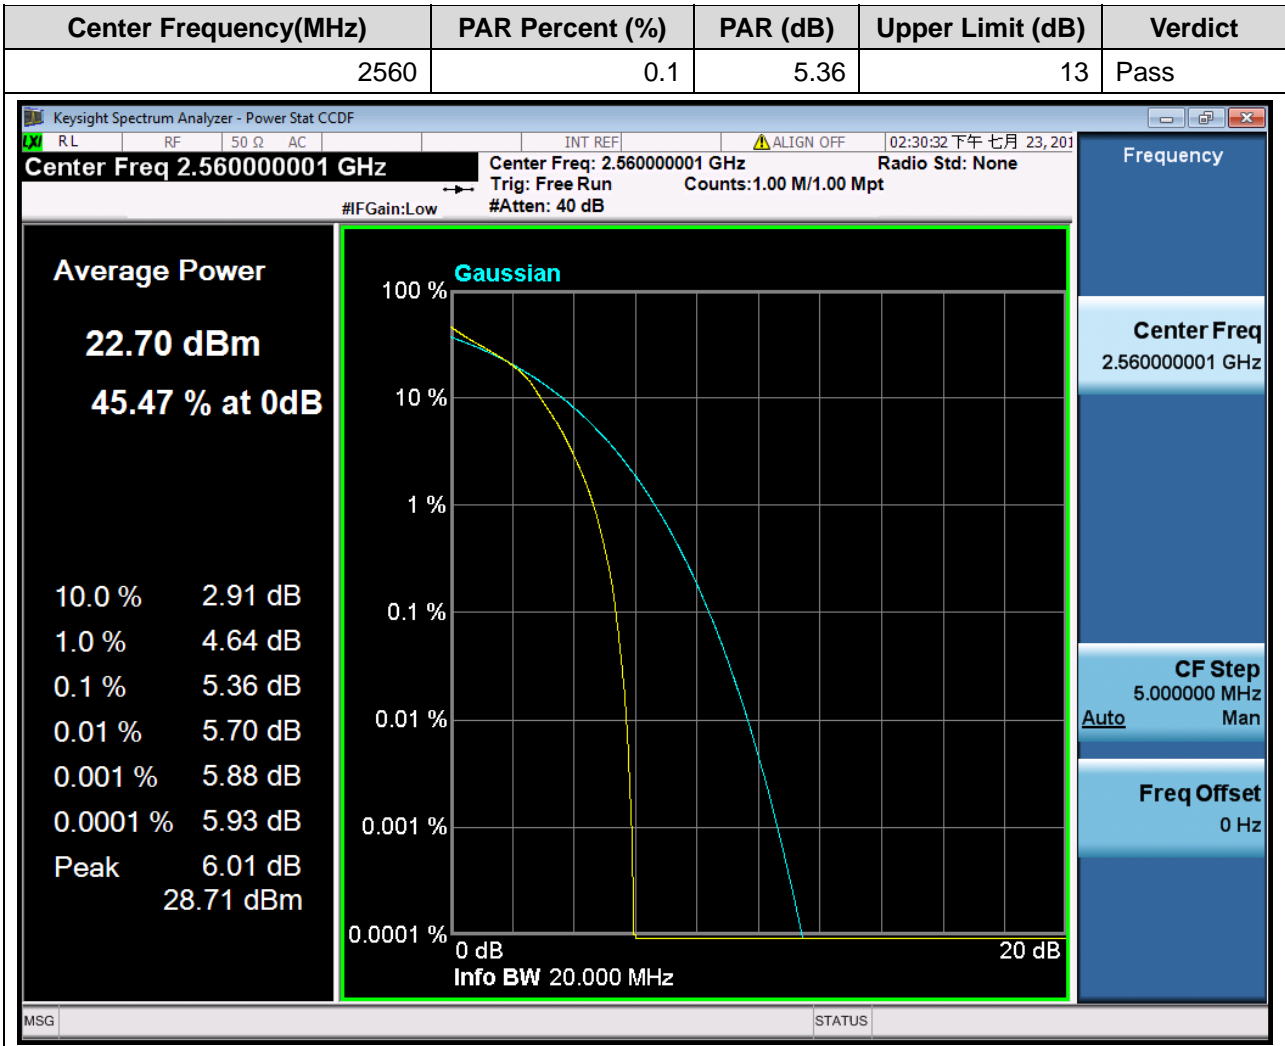 Center Frequency(MHz) PAR Percent (%) PAR (dB) Upper Limit (dB) Verdict
2560 0.1 5.36 13 Pass
Keysight Spectrum Analyzer - Power Stat CCDF
LXI RL RF 50 Ω AC INT REF ALIGN OFF 02:30:32 下午 七月 23, 201
Center Freq 2.560000001 GHz
Center Freq: 2.560000001 GHz Radio Std: None
Trig: Free Run Counts:1.00 M/1.00 Mpt
#IFGain:Low #Atten: 40 dB
Average Power
22.70 dBm
45.47 % at 0dB
10.0 % 2.91 dB
1.0 % 4.64 dB
0.1 % 5.36 dB
0.01 % 5.70 dB
0.001 % 5.88 dB
0.0001 % 5.93 dB
Peak 6.01 dB
28.71 dBm
Gaussian
100 %
10 %
1 %
0.1 %
0.01 %
0.001 %
0.0001 %
0 dB 20 dB
Info BW 20.000 MHz
Frequency
Center Freq
2.560000001 GHz
CF Step
5.000000 MHz
Auto Man
Freq Offset
0 Hz
MSG STATUS